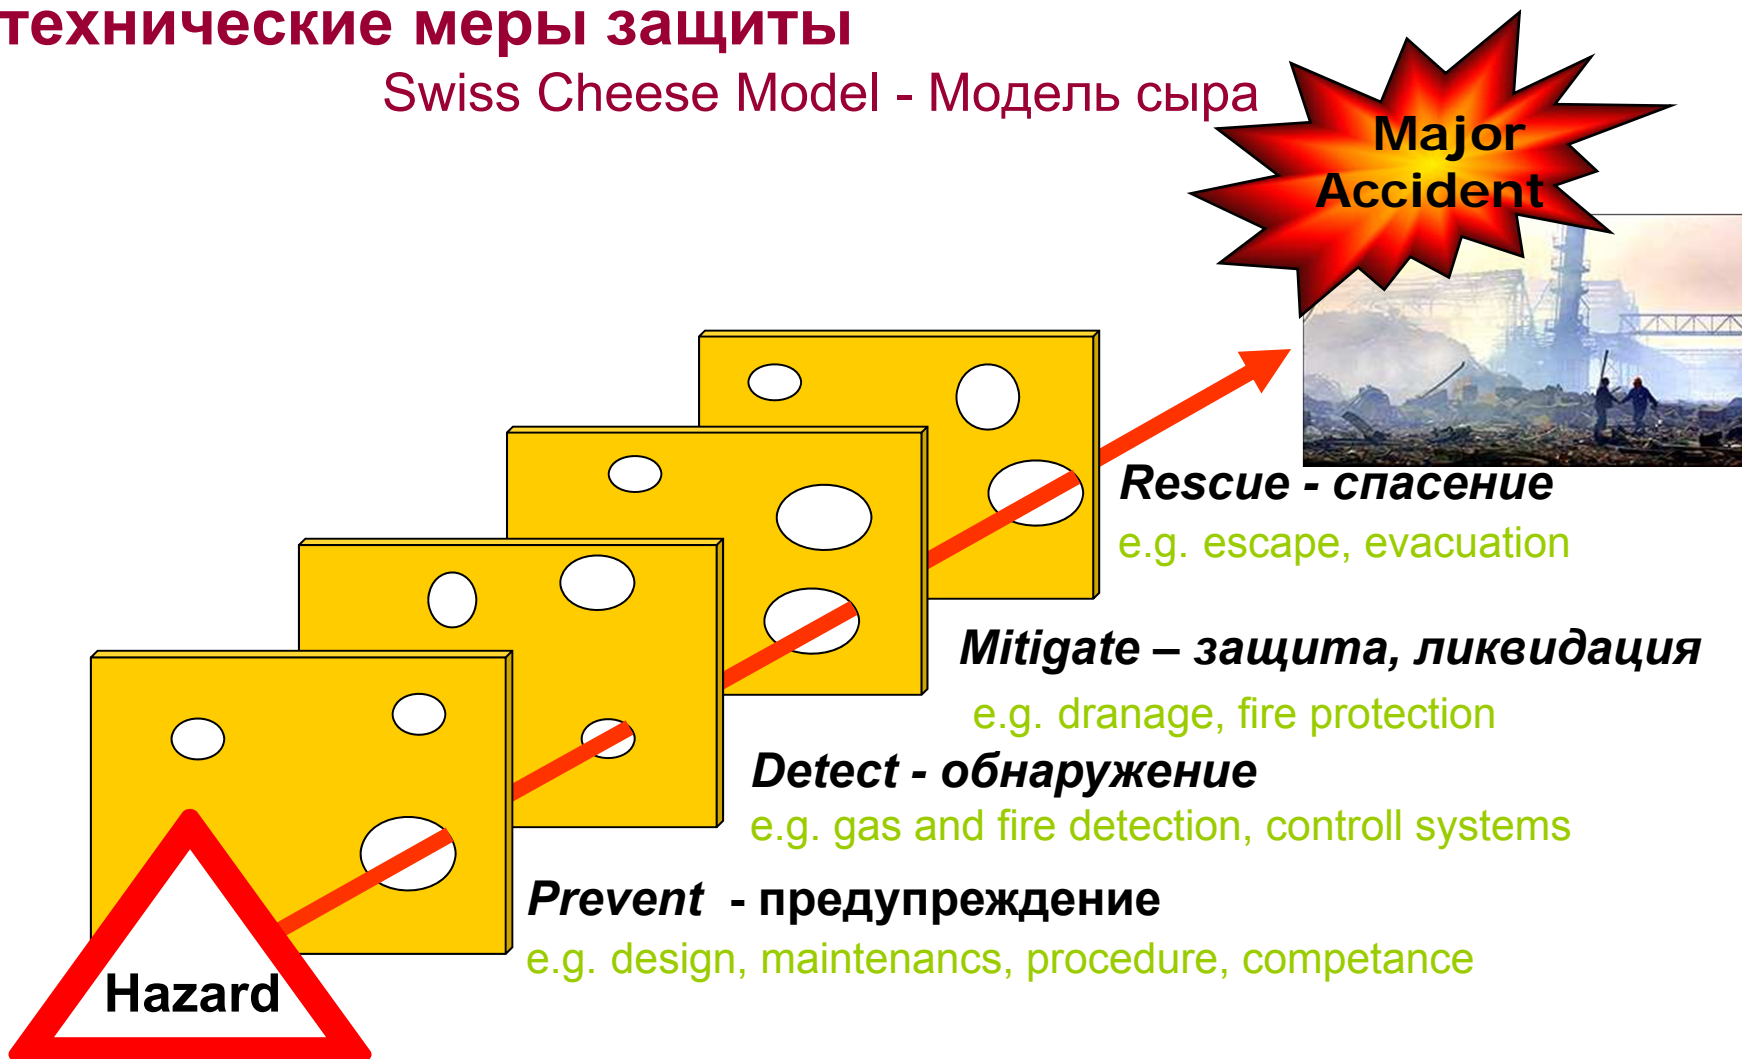 технические меры защиты
Swiss Cheese Model - Модель сыра
Major
Accident
Rescue - спасение
e.g. escape, evacuation
Mitigate – защита, ликвидация
e.g. dranage, fire protection
Detect - обнаружение
e.g. gas and fire detection, controll systems
Prevent - предупреждение
e.g. design, maintenancs, procedure, competance
Hazard